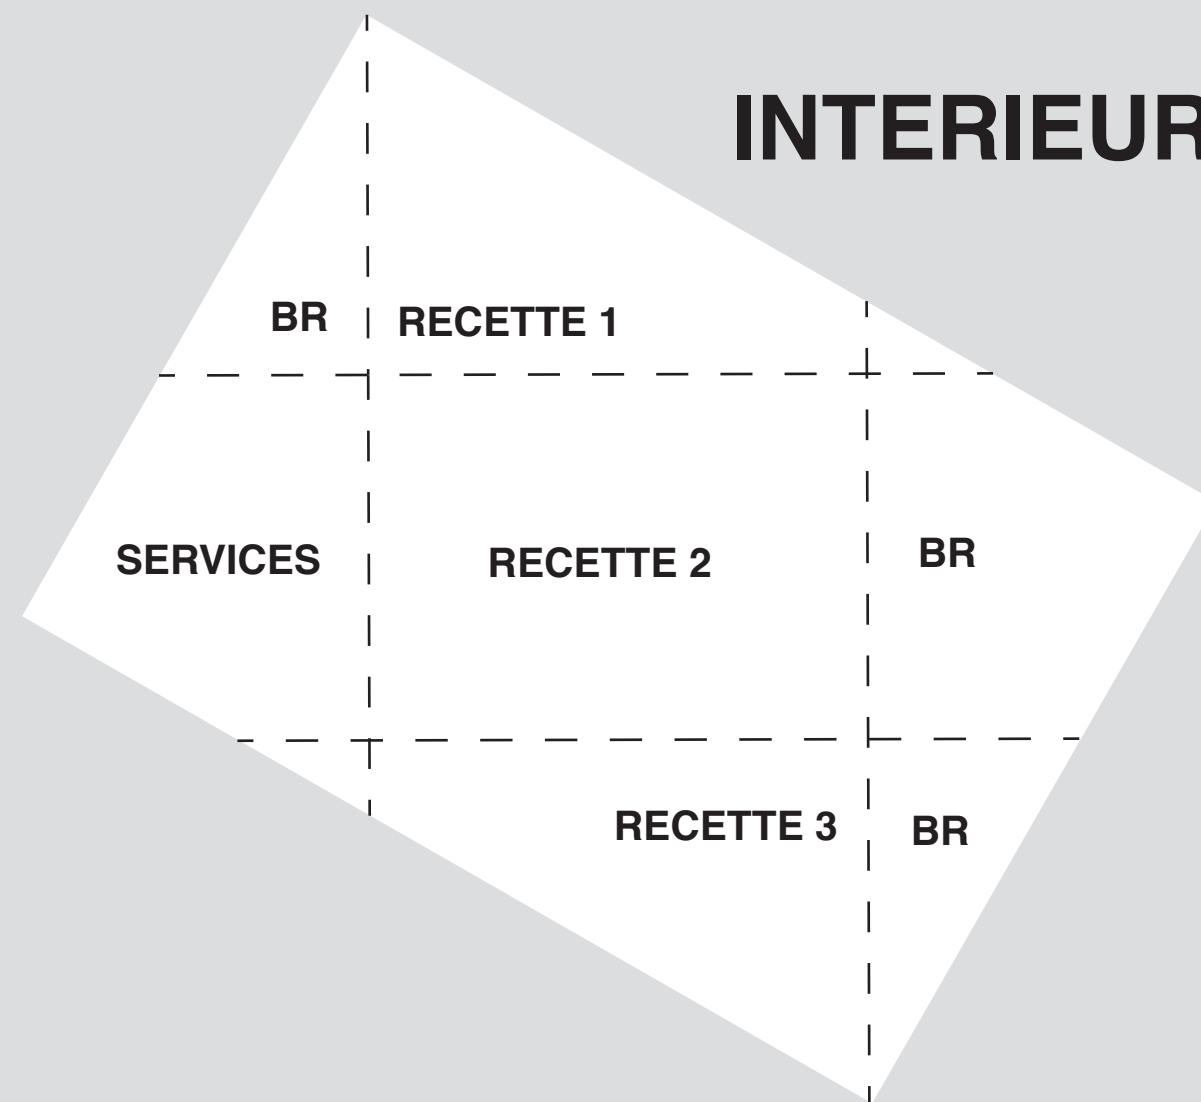 INTERIEUR
BR
RECETTE 1
SERVICES
RECETTE 2
BR
RECETTE 3
BR